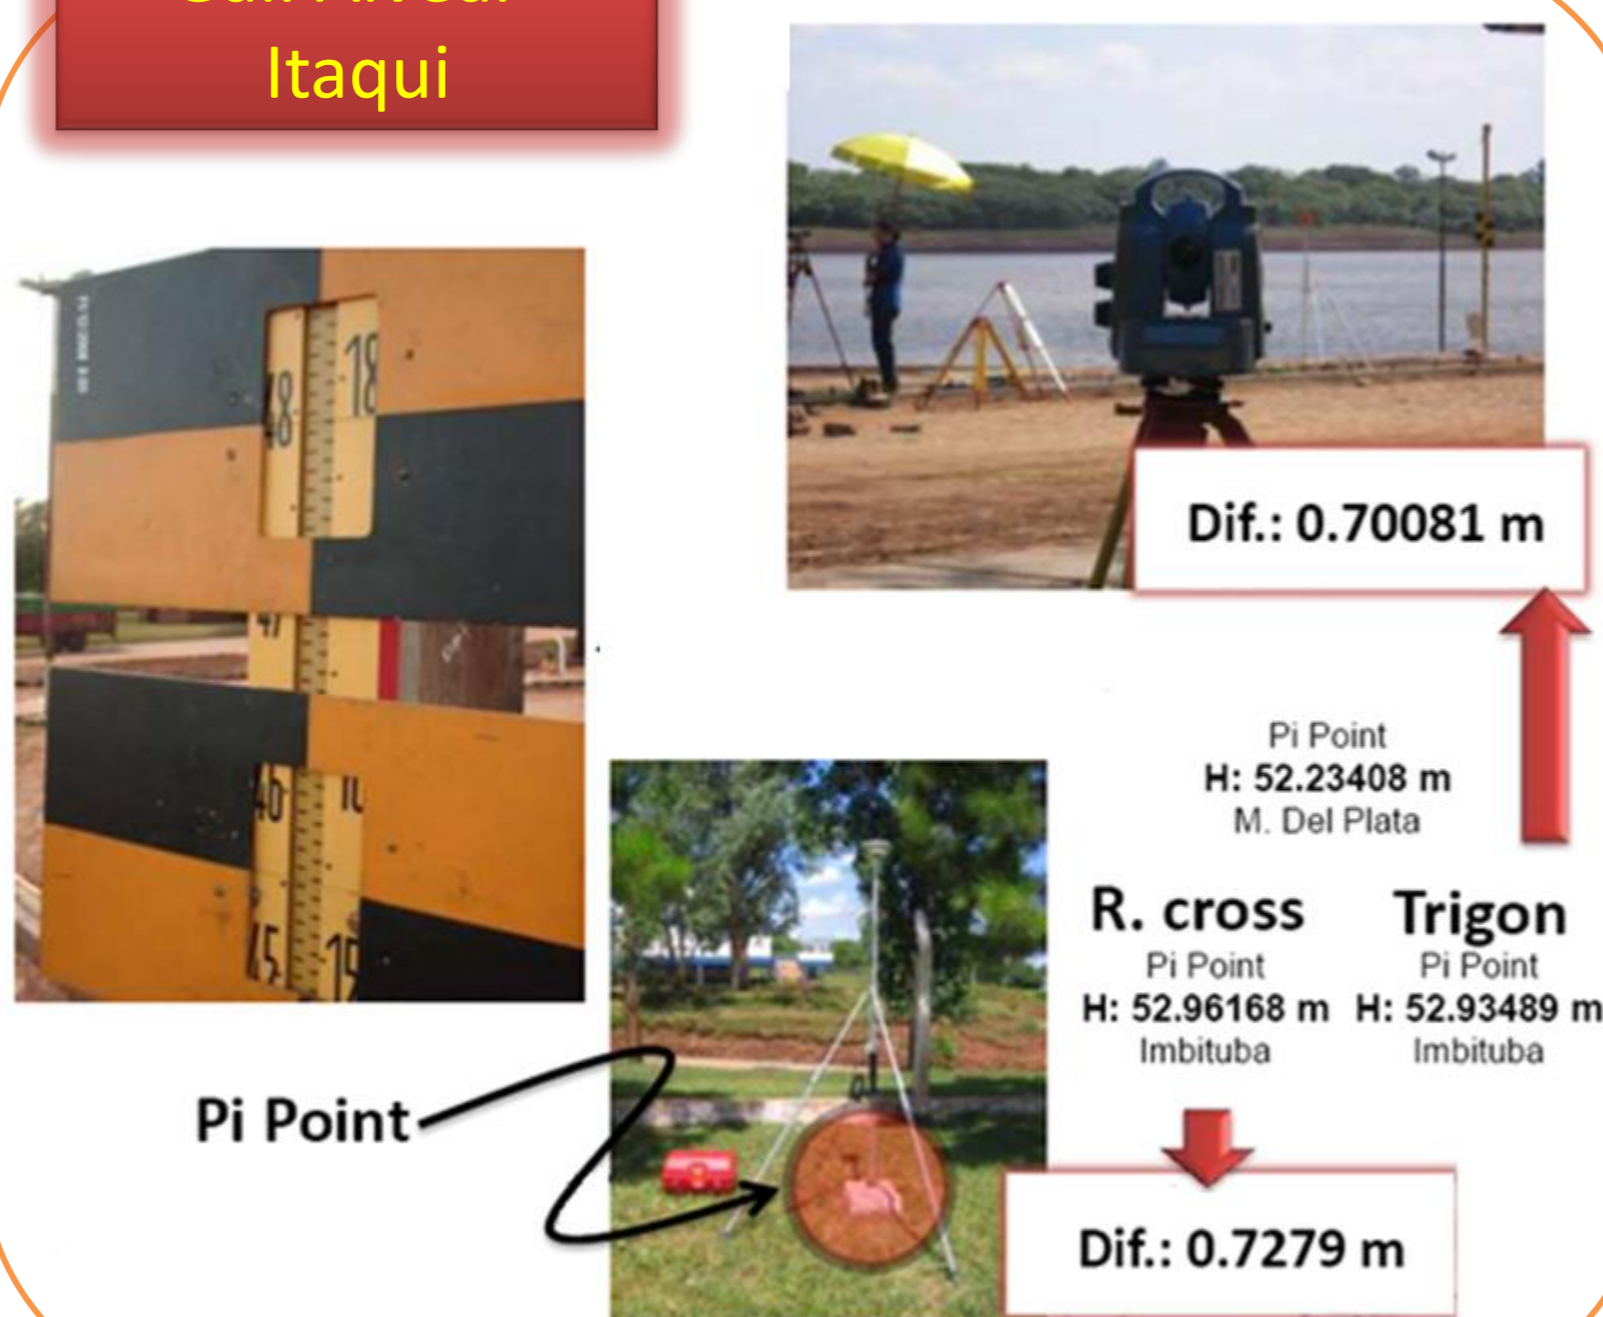 Itaqui
18
48
47
46
45
15
Dif.: 0.70081 m
Pi Point
H: 52.23408 m
M. Del Plata
R. cross
Pi Point
H: 52.96168 m
Imbituba
Trigon
Pi Point
H: 52.93489 m
Imbituba
Pi Point
Dif.: 0.7279 m